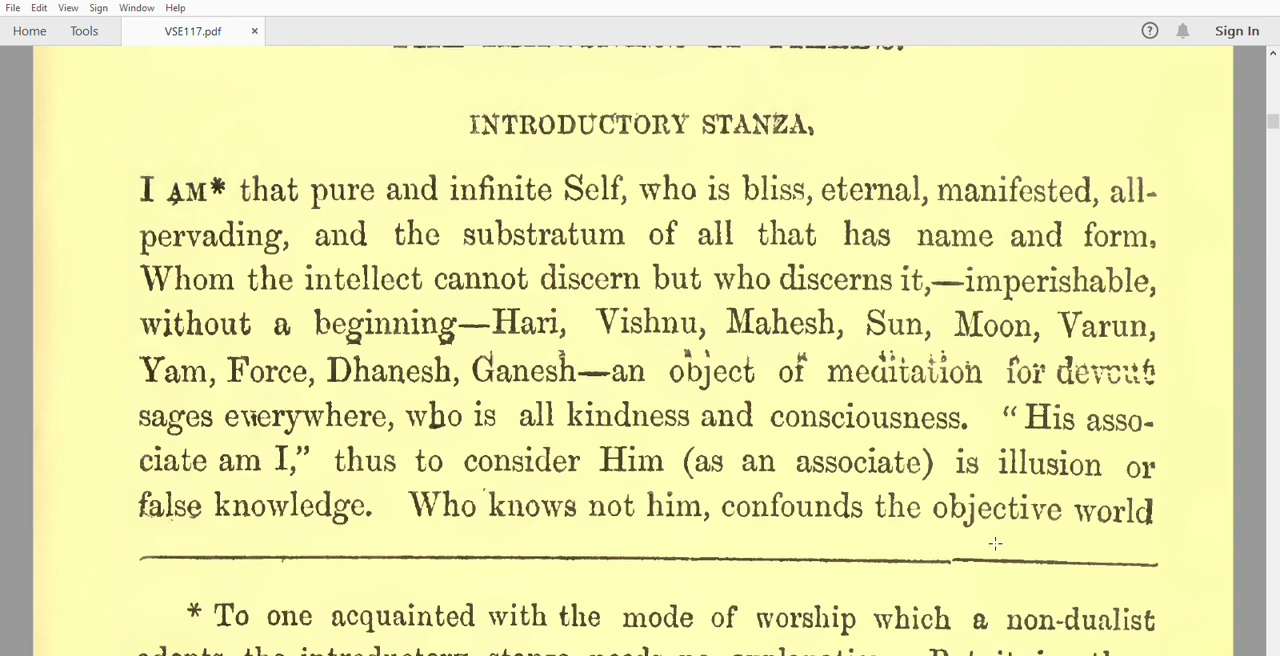 File Edit View Sign Window Help
Home Tools VSE117.pdf × ? Sign In
INTRODUCTORY STANZA,
I AM* that pure and infinite Self, who is bliss, eternal, manifested, all-
pervading, and the substratum of all that has name and form.
Whom the intellect cannot discern but who discerns it,—imperishable,
without a beginning—Hari, Vishnu, Mahesh, Sun, Moon, Varun,
Yam, Force, Dhanesh, Ganesh—an object of meditation for devout
sages everywhere, who is all kindness and consciousness. “His asso-
ciate am I,” thus to consider Him (as an associate) is illusion or
false knowledge. Who knows not him, confounds the objective world
* To one acquainted with the mode of worship which a non-dualist